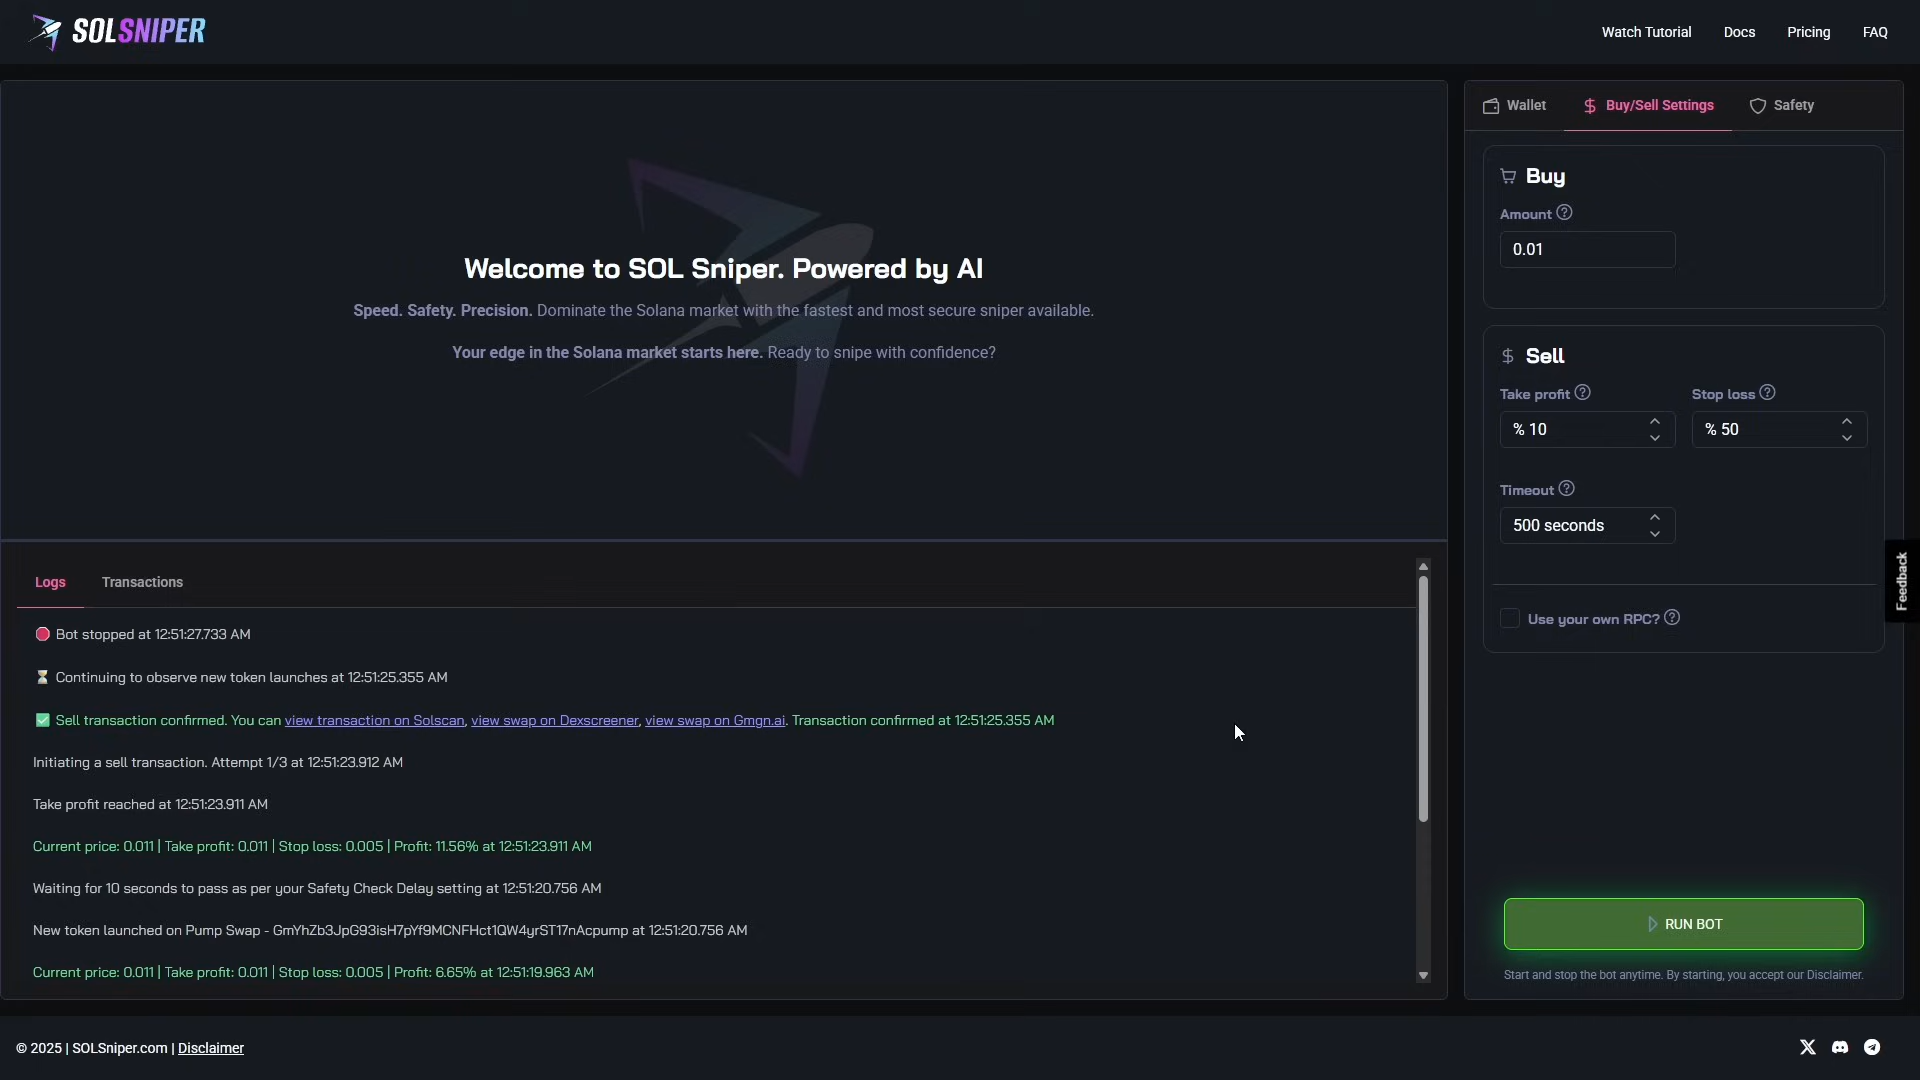 SOLSNIPER
Watch Tutorial
Docs
Pricing
FAQ
Welcome to SOL Sniper. Powered by AI
Speed. Safety. Precision. Dominate the Solana market with the fastest and most secure sniper available.
Your edge in the Solana market starts here. Ready to snipe with confidence?
Wallet
Buy/Sell Settings
Safety
Buy
Amount
0.01
Sell
Take profit
Stop loss
% 10
% 50
Timeout
500 seconds
Use your own RPC?
Feedback
RUN BOT
Start and stop the bot anytime. By starting, you accept our Disclaimer.
Logs
Transactions
Bot stopped at 12:51:27.733 AM
Continuing to observe new token launches at 12:51:25.355 AM
Sell transaction confirmed. You can view transaction on Solscan, view swap on Dexscreener, view swap on Gmgn.ai. Transaction confirmed at 12:51:25.355 AM
Initiating a sell transaction. Attempt 1/3 at 12:51:23.912 AM
Take profit reached at 12:51:23.911 AM
Current price: 0.011 | Take profit: 0.011 | Stop loss: 0.005 | Profit: 11.56% at 12:51:23.911 AM
Waiting for 10 seconds to pass as per your Safety Check Delay setting at 12:51:20.756 AM
New token launched on Pump Swap - GmYhZb3JpG93isH7pYf9MCNFHct1QW4yrST17nAcpump at 12:51:20.756 AM
Current price: 0.011 | Take profit: 0.011 | Stop loss: 0.005 | Profit: 6.65% at 12:51:19.963 AM
© 2025 | SOLSniper.com | Disclaimer